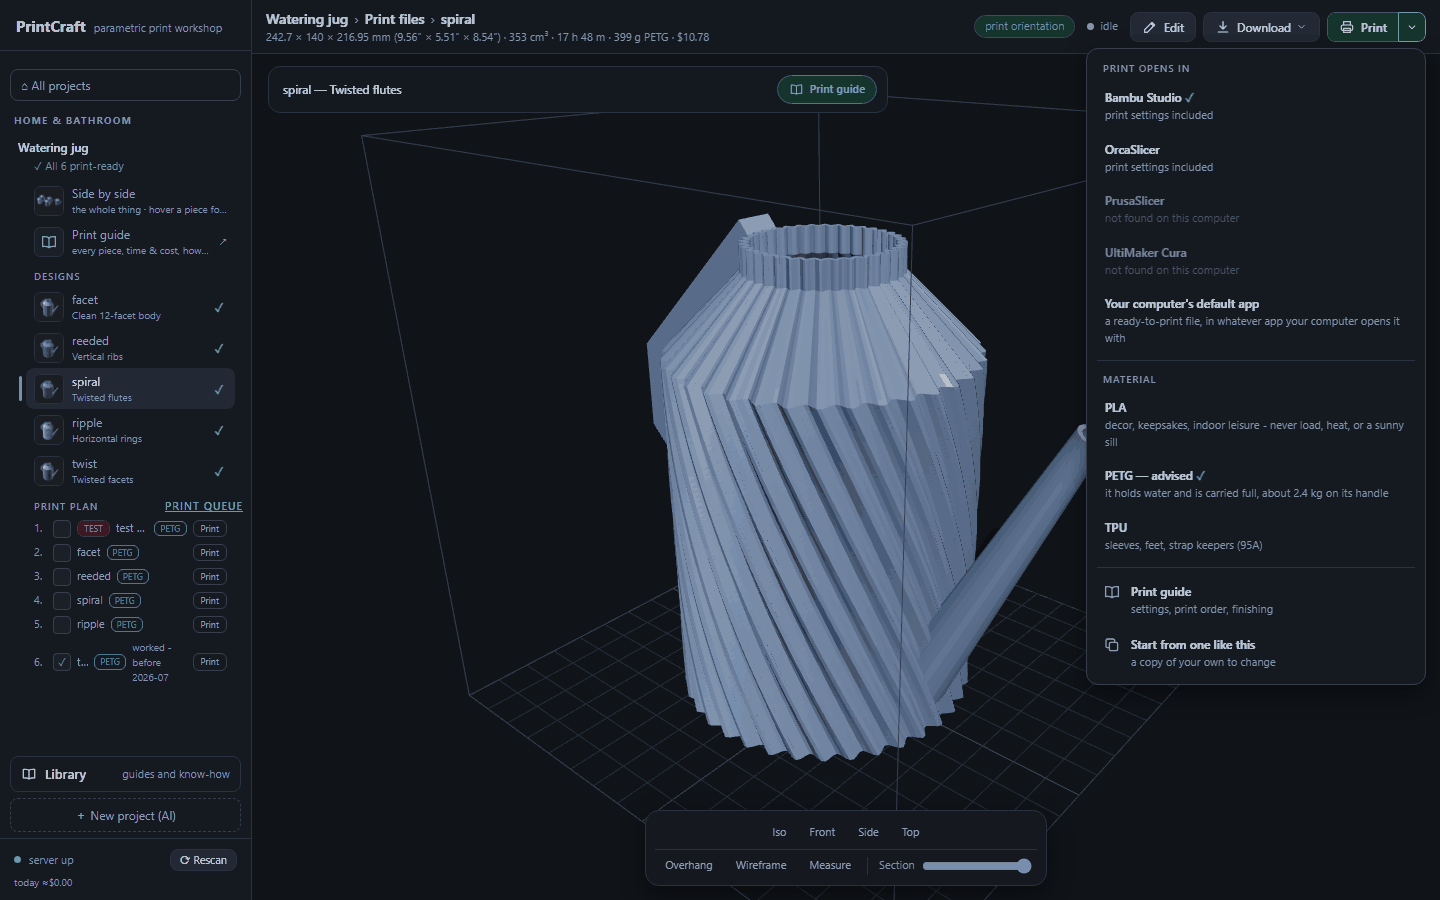 PrintCraft parametric print workshop
⌂ All projects
HOME & BATHROOM
Watering jug
✓ All 6 print-ready
Side by side
the whole thing · hover a piece fo...
Print guide ↗
every piece, time & cost, how...
DESIGNS
facet ✓
Clean 12-facet body
reeded ✓
Vertical ribs
spiral ✓
Twisted flutes
ripple ✓
Horizontal rings
twist ✓
Twisted facets
PRINT PLAN PRINT QUEUE
1. TEST test ... PETG Print
2. facet PETG Print
3. reeded PETG Print
4. spiral PETG Print
5. ripple PETG Print
6. ✓ t... PETG worked - before 2026-07 Print
Library guides and know-how
+ New project (AI)
server up ⟳ Rescan
today ≈$0.00
Watering jug › Print files › spiral
242.7 × 140 × 216.95 mm (9.56" × 5.51" × 8.54") · 353 cm³ · 17 h 48 m · 399 g PETG · $10.78
print orientation idle Edit Download Print
spiral — Twisted flutes Print guide
PRINT OPENS IN
Bambu Studio ✓
print settings included
OrcaSlicer
print settings included
PrusaSlicer
not found on this computer
UltiMaker Cura
not found on this computer
Your computer's default app
a ready-to-print file, in whatever app your computer opens it
with
MATERIAL
PLA
decor, keepsakes, indoor leisure - never load, heat, or a sunny
sill
PETG — advised ✓
it holds water and is carried full, about 2.4 kg on its handle
TPU
sleeves, feet, strap keepers (95A)
Print guide
settings, print order, finishing
Start from one like this
a copy of your own to change
Iso Front Side Top
Overhang Wireframe Measure Section